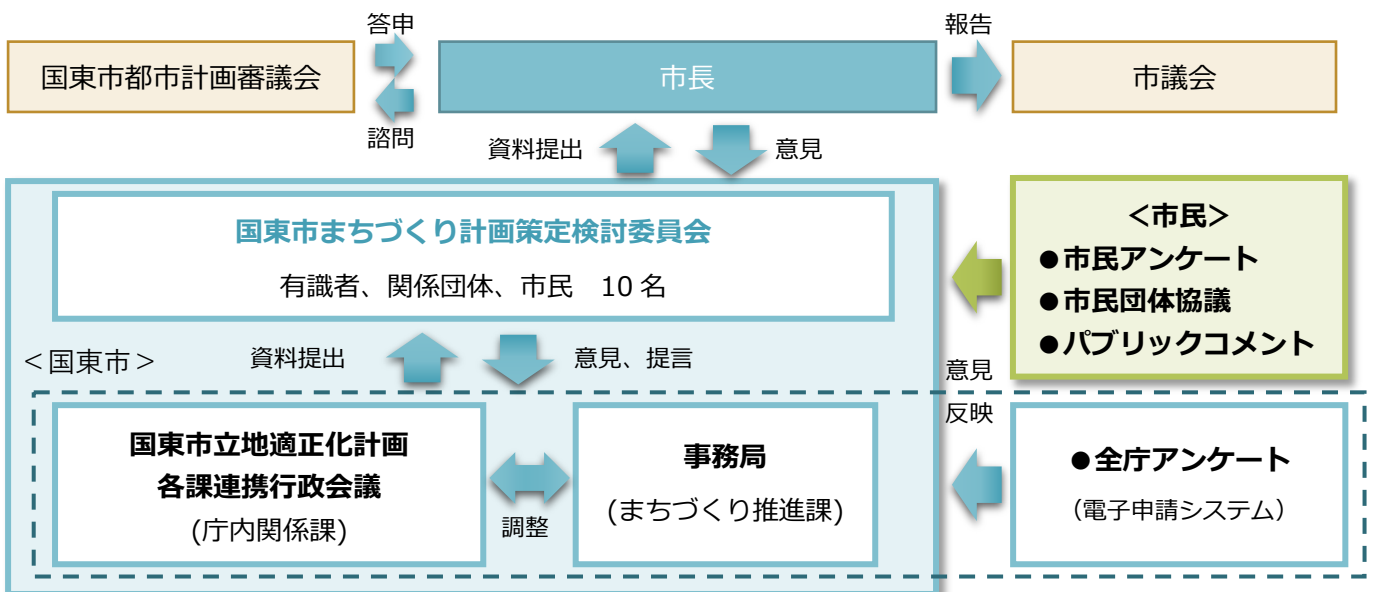 答申
報告
国東市都市計画審議会
市長
市議会
諮問
資料提出
意見
国東市まちづくり計画策定検討委員会
有識者、関係団体、市民　10 名
＜市民＞
●市民アンケート
●市民団体協議
●パブリックコメント
＜国東市＞
資料提出
意見、提言
意見
反映
国東市立地適正化計画
各課連携行政会議
(庁内関係課)
調整
事務局
(まちづくり推進課)
●全庁アンケート
（電子申請システム）